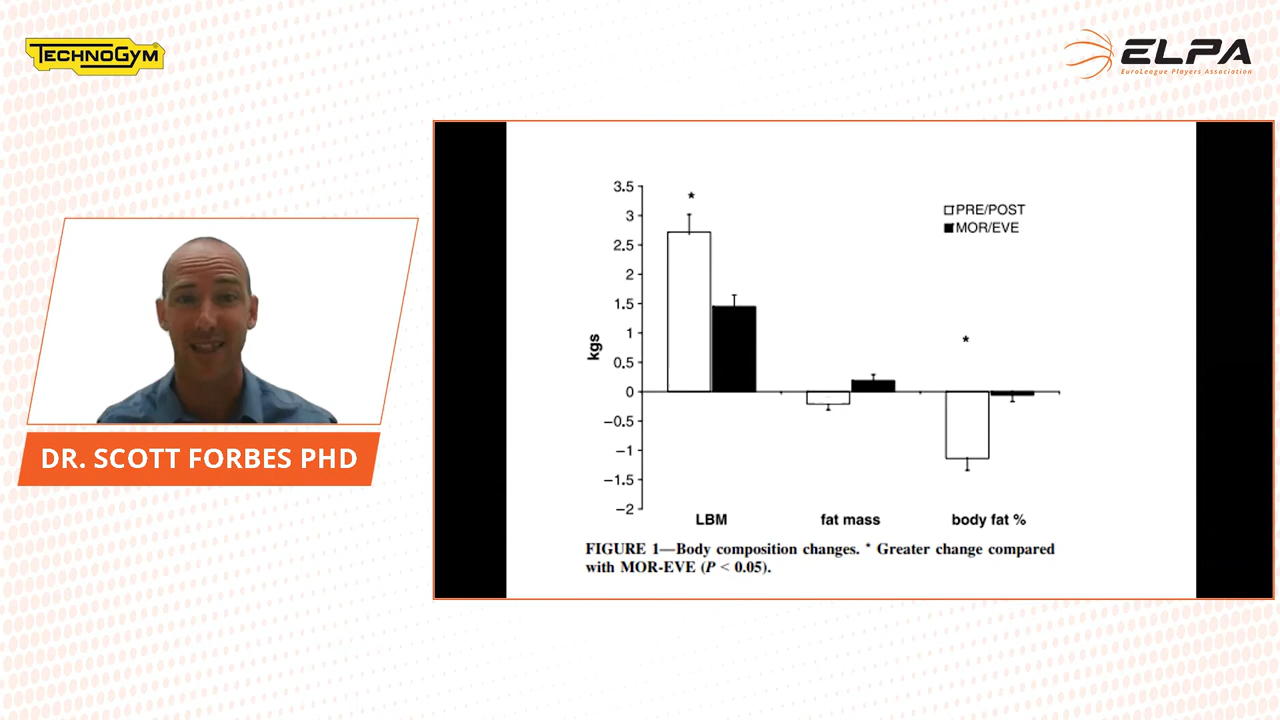 TECHNOGYM
ELPA
EuroLeague Players Association
DR. SCOTT FORBES PHD
3.5
3
2.5
2
1.5
1
0.5
0
−0.5
−1
−1.5
−2
kgs
*
*
PRE/POST
MOR/EVE
LBM
fat mass
body fat %
FIGURE 1—Body composition changes. * Greater change compared
with MOR-EVE (P < 0.05).